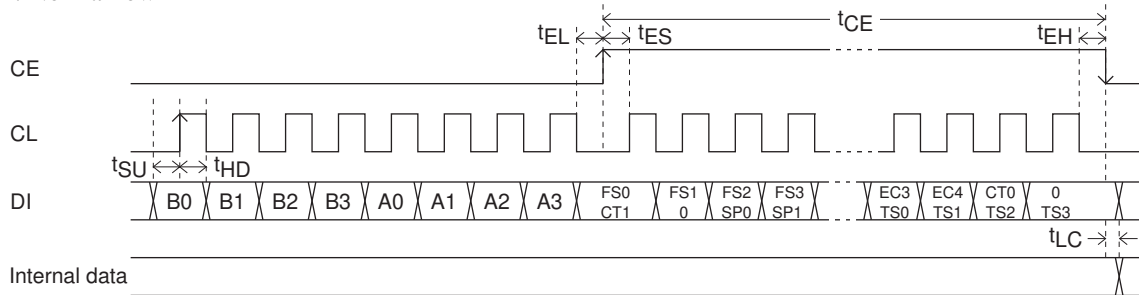 tCE
tEL tES tEH
CE
CL
tSU tHD
DI B0 B1 B2 B3 A0 A1 A2 A3 FS0 FS1 FS2 FS3 EC3 EC4 CT0 0
CT1 0 SP0 SP1 TS0 TS1 TS2 TS3
tLC
Internal data